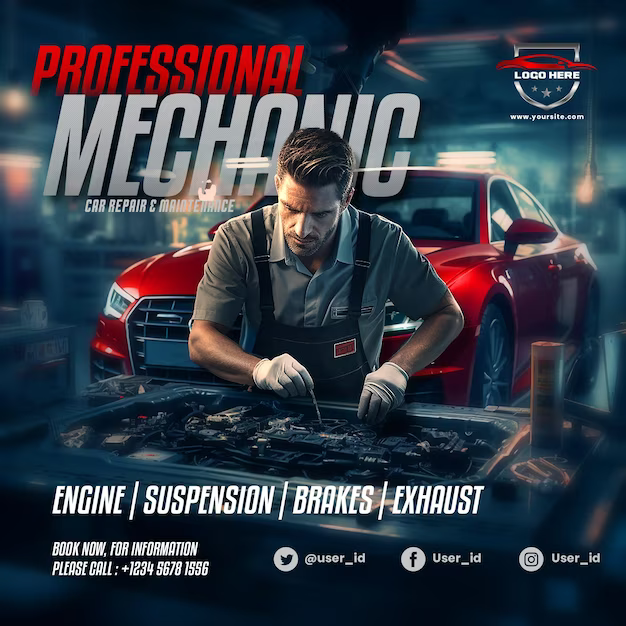 PROFESSIONAL
MECHANIC
CAR REPAIR & MAINTENANCE
LOGO HERE
www.yoursite.com
ENGINE | SUSPENSION | BRAKES | EXHAUST
BOOK NOW, FOR INFORMATION
PLEASE CALL : +1234 5678 1556
@user_id
User_id
User_id